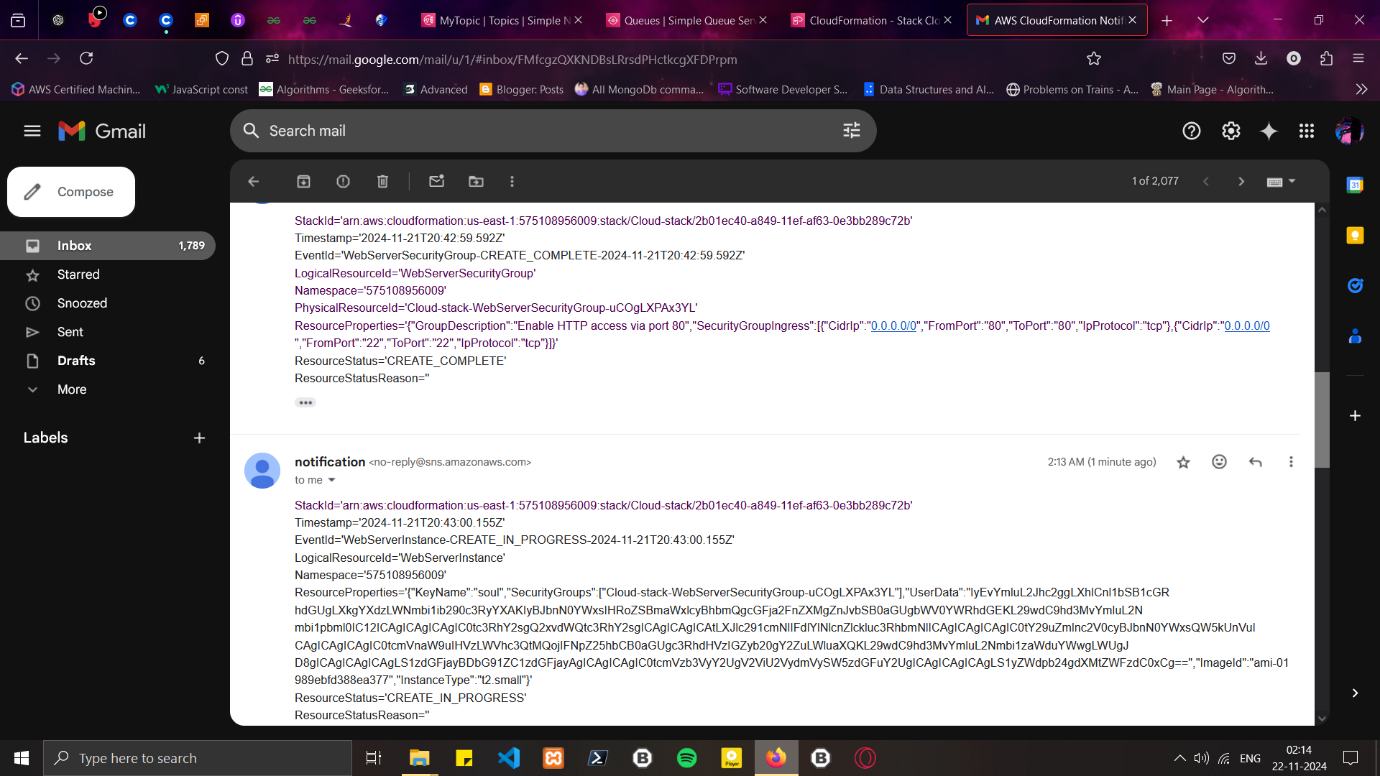 MyTopic | Topics | Simple N
Queues | Simple Queue Serv
CloudFormation - Stack Clo
AWS CloudFormation Notif
https://mail.google.com/mail/u/1/#inbox/FMfcgzQXKNDBsLRrsdPHctkcgXFDPrpm
AWS Certified Machin...
JavaScript const
Algorithms - Geeksfor...
Advanced
Blogger: Posts
All MongoDb comma...
Software Developer S...
Data Structures and Al...
Problems on Trains - A...
Main Page - Algorith...
Gmail
Search mail
Compose
1 of 2,077
Inbox 1,789
Starred
Snoozed
Sent
Drafts 6
More
Labels
StackId='arn:aws:cloudformation:us-east-1:575108956009:stack/Cloud-stack/2b01ec40-a849-11ef-af63-0e3bb289c72b'
Timestamp='2024-11-21T20:42:59.592Z'
EventId='WebServerSecurityGroup-CREATE_COMPLETE-2024-11-21T20:42:59.592Z'
LogicalResourceId='WebServerSecurityGroup'
Namespace='575108956009'
PhysicalResourceId='Cloud-stack-WebServerSecurityGroup-uCOgLXPAx3YL'
ResourceProperties='{"GroupDescription":"Enable HTTP access via port 80","SecurityGroupIngress":[{"CidrIp":"0.0.0.0/0","FromPort":"80","ToPort":"80","IpProtocol":"tcp"},{"CidrIp":"0.0.0.0/0
","FromPort":"22","ToPort":"22","IpProtocol":"tcp"}]}'
ResourceStatus='CREATE_COMPLETE'
ResourceStatusReason=''
notification <no-reply@sns.amazonaws.com>
2:13 AM (1 minute ago)
to me
StackId='arn:aws:cloudformation:us-east-1:575108956009:stack/Cloud-stack/2b01ec40-a849-11ef-af63-0e3bb289c72b'
Timestamp='2024-11-21T20:43:00.155Z'
EventId='WebServerInstance-CREATE_IN_PROGRESS-2024-11-21T20:43:00.155Z'
LogicalResourceId='WebServerInstance'
Namespace='575108956009'
ResourceProperties='{"KeyName":"soul","SecurityGroups":["Cloud-stack-WebServerSecurityGroup-uCOgLXPAx3YL"],"UserData":
"ImageId":"ami-01
989ebfd388ea377","InstanceType":"t2.small"}'
ResourceStatus='CREATE_IN_PROGRESS'
ResourceStatusReason=''
Type here to search
ENG
02:14
22-11-2024